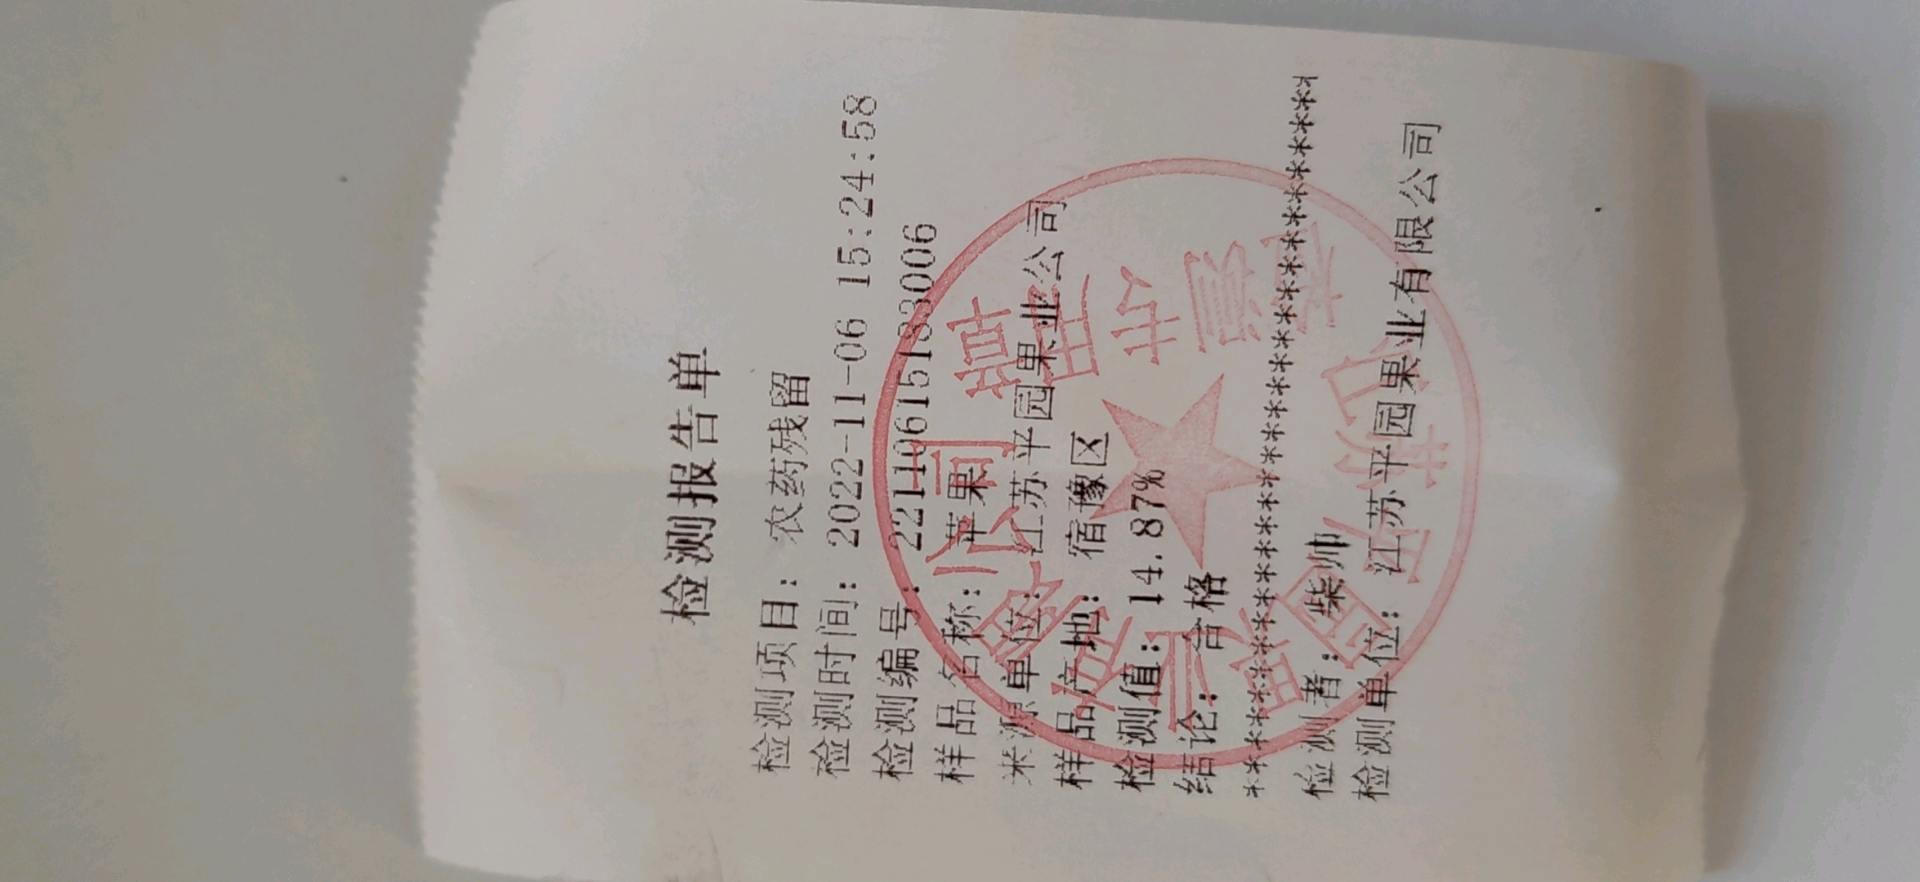 检测报告单
检测项目: 农药残留
检测时间: 2022-11-06 15:24:58
检测编号: 22110615183006
样品名称: 苹果
来源单位: 江苏平园果业公司
样品产地: 宿豫区
检测值: 14.87%
结论: 合格
****************************************
检测者: 柴帅
检测单位: 江苏平园果业有限公司